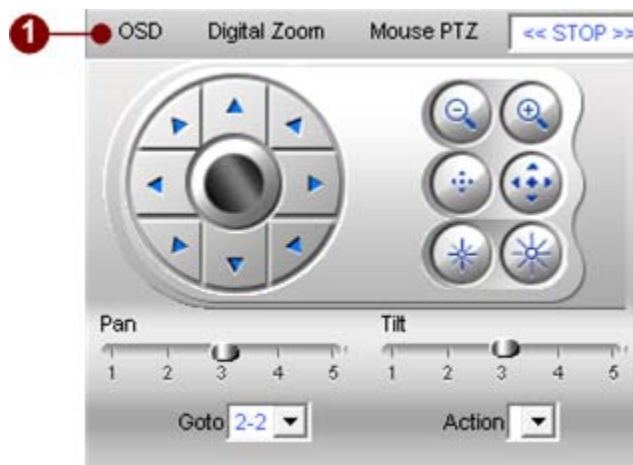 1 OSD Digital Zoom Mouse PTZ << STOP >>
Pan Tilt
1 2 3 4 5 1 2 3 4 5
Goto 2-2 Action